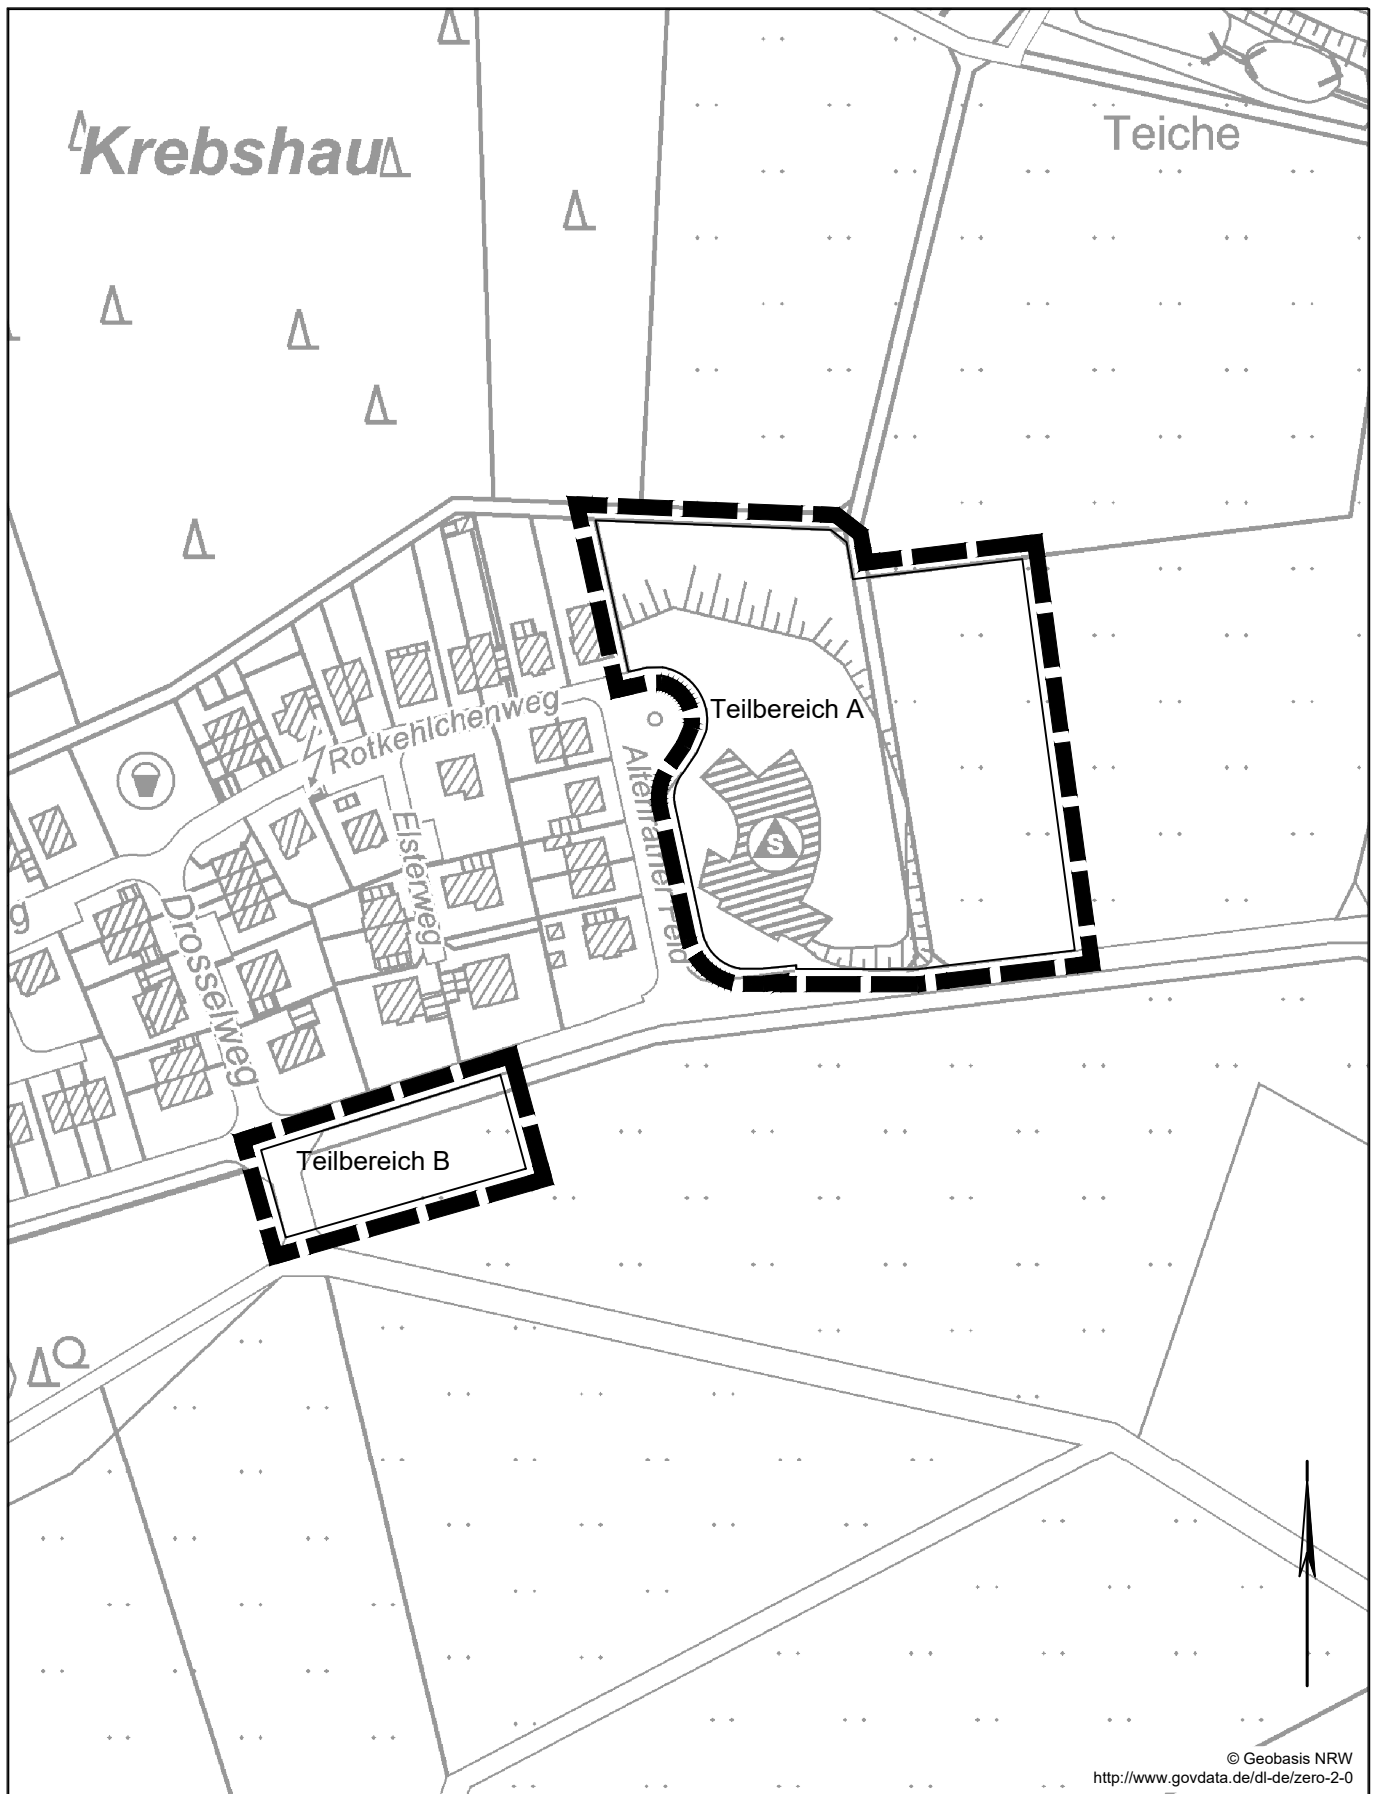 Krebshau
Teiche
Teilbereich A
Rotkehlchenweg
Altenrather Feld
Elsterweg
S
g
Drosselweg
Teilbereich B
© Geobasis NRW
http://www.govdata.de/dl-de/zero-2-0